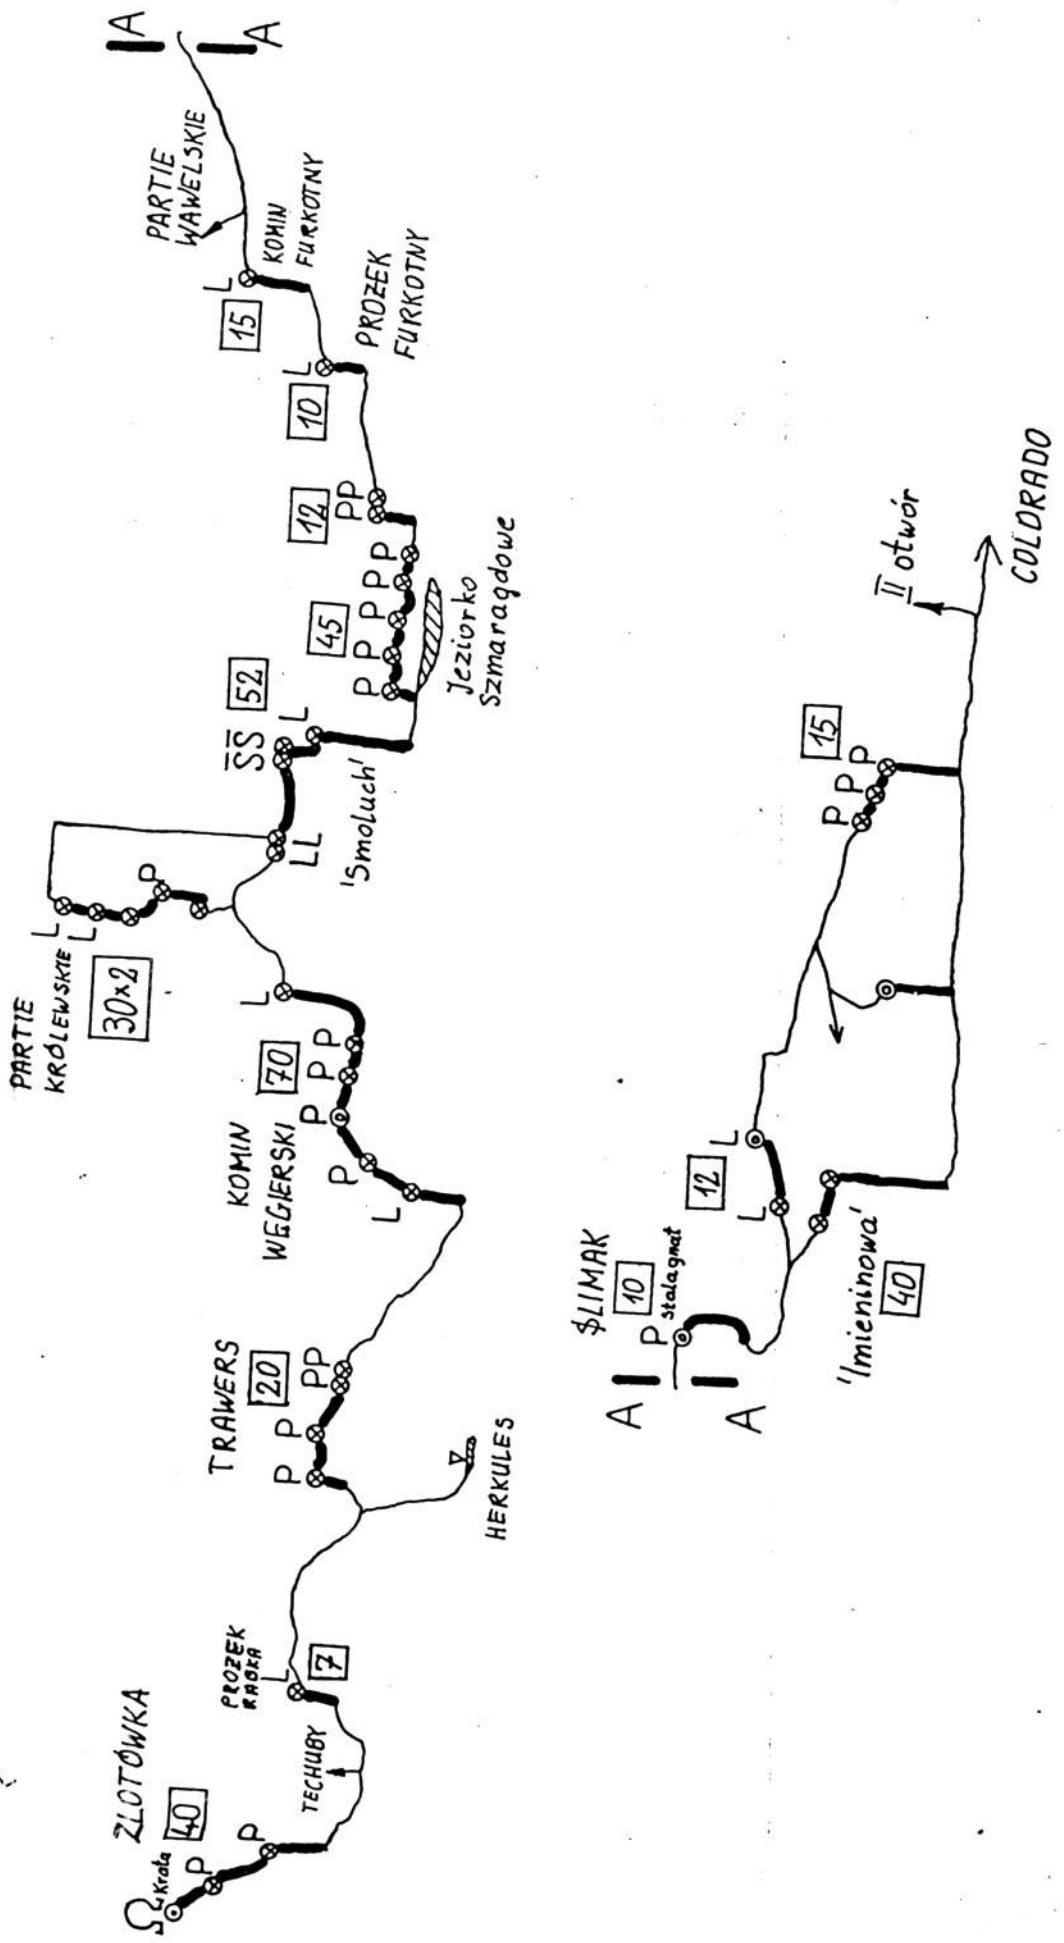 ZŁOTÓWKA
Krata
40
P
P
TECHUBY
PROŻEK
RABKA
L
7
HERKULES
TRAWERS
20
P
P
PP
KOMIN
WĘGIERSKI
70
L
P
P
P
P
L
PARTIE
KRÓLEWSKIE
30x2
L
L
P
LL
'Smoluch'
SS
52
L
Jeziorko
Szmaragdowe
45
P
P
P
P
P
12
PP
10
L
PROŻEK
FURKOTNY
15
L
KOMIN
FURKOTNY
PARTIE
WAWELSKIE
A
A
A
A
ŚLIMAK
10
P
Stalagnat
12
L
L
'Imieninowa'
40
15
P
P
P
II otwór
COLORADO